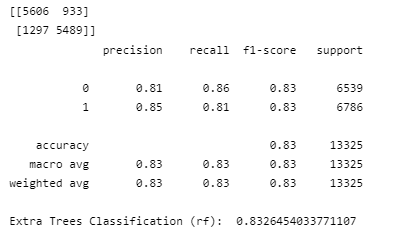 [[5606  933]
 [1297 5489]]
              precision    recall  f1-score   support

           0       0.81      0.86      0.83      6539
           1       0.85      0.81      0.83      6786

    accuracy                           0.83     13325
   macro avg       0.83      0.83      0.83     13325
weighted avg       0.83      0.83      0.83     13325

Extra Trees Classification (rf):  0.8326454033771107